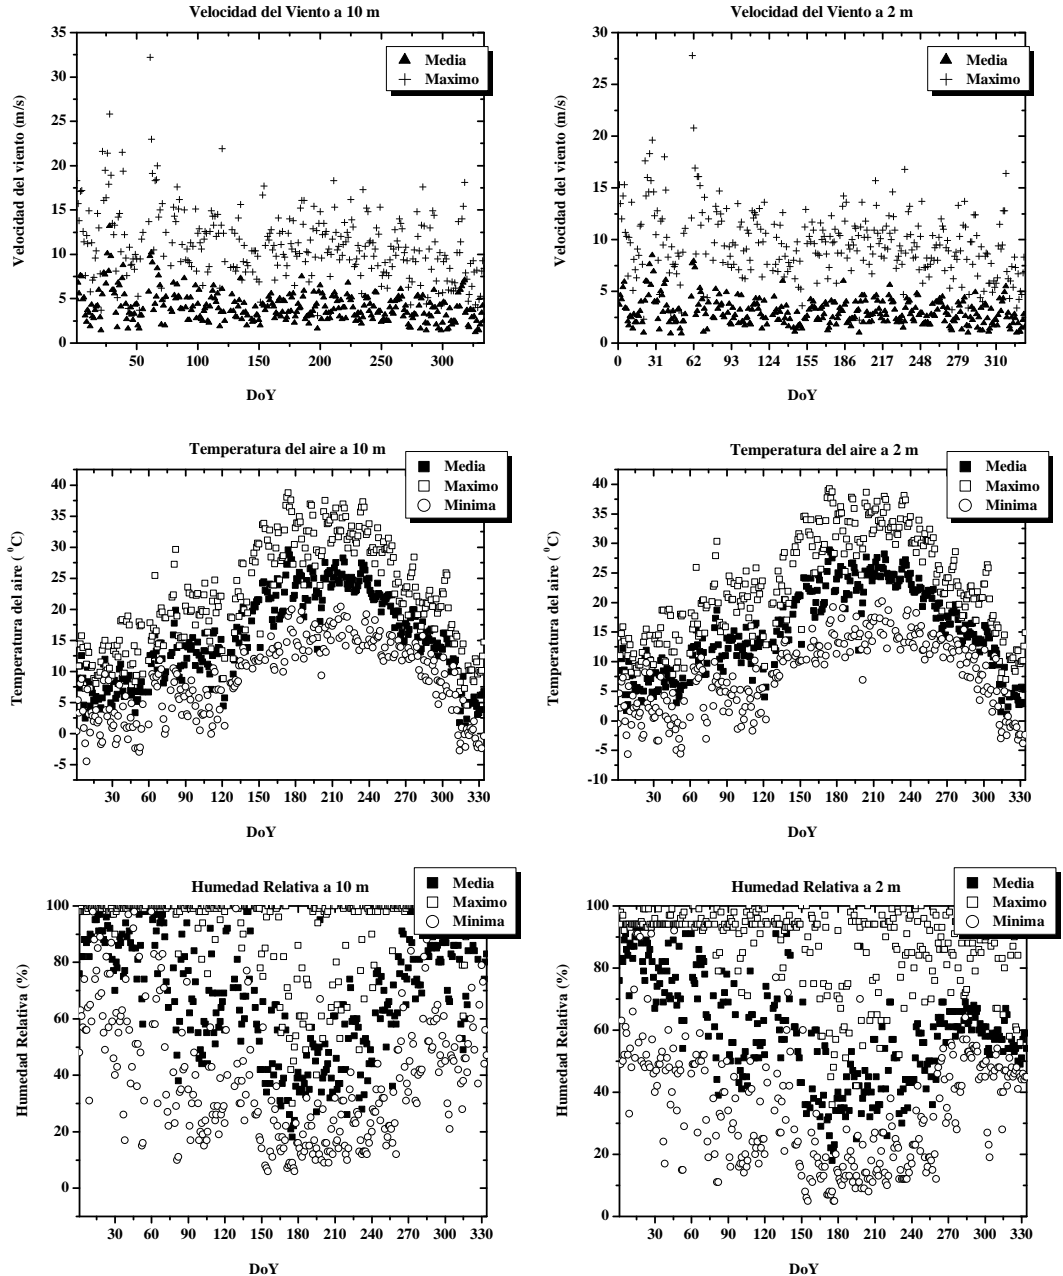 Velocidad del Viento a 10 m
Velocidad del viento (m/s)
35
30
25
20
15
10
5
0
Media
Maximo
50 100 150 200 250 300
DoY
Velocidad del Viento a 2 m
Velocidad del viento (m/s)
30
25
20
15
10
5
0
Media
Maximo
0 31 62 93 124 155 186 217 248 279 310
DoY
Temperatura del aire a 10 m
Temperatura del aire ( 0C)
40
35
30
25
20
15
10
5
0
-5
Media
Maximo
Minima
30 60 90 120 150 180 210 240 270 300 330
DoY
Temperatura del aire a 2 m
Temperatura del aire ( 0C)
40
35
30
25
20
15
10
5
0
-5
-10
Media
Maximo
Minima
30 60 90 120 150 180 210 240 270 300 330
DoY
Humedad Relativa a 10 m
Humedad Relativa (%)
100
80
60
40
20
0
Media
Maximo
Minima
30 60 90 120 150 180 210 240 270 300 330
DoY
Humedad Relativa a 2 m
Humedad Relativa (%)
100
80
60
40
20
0
Media
Maximo
Minima
30 60 90 120 150 180 210 240 270 300 330
DoY